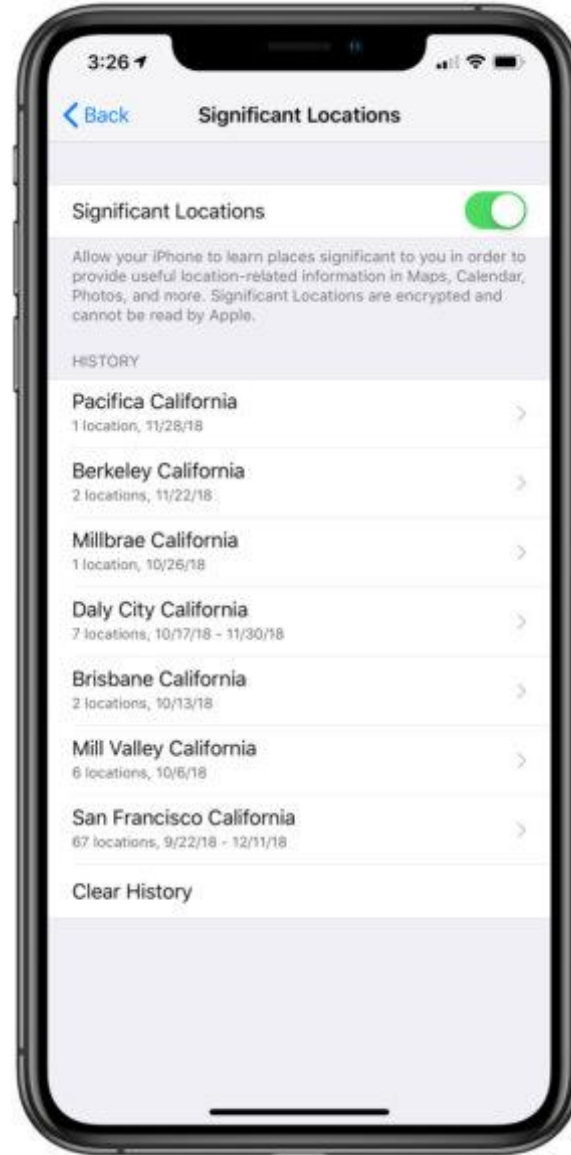 3:26
Back
Significant Locations
Significant Locations
Allow your iPhone to learn places significant to you in order to
provide useful location-related information in Maps, Calendar,
Photos, and more. Significant Locations are encrypted and
cannot be read by Apple.
HISTORY
Pacifica California
1 location, 11/28/18
Berkeley California
2 locations, 11/22/18
Millbrae California
1 location, 10/26/18
Daly City California
7 locations, 10/17/18 - 11/30/18
Brisbane California
2 locations, 10/13/18
Mill Valley California
6 locations, 10/6/18
San Francisco California
67 locations, 9/22/18 - 12/11/18
Clear History